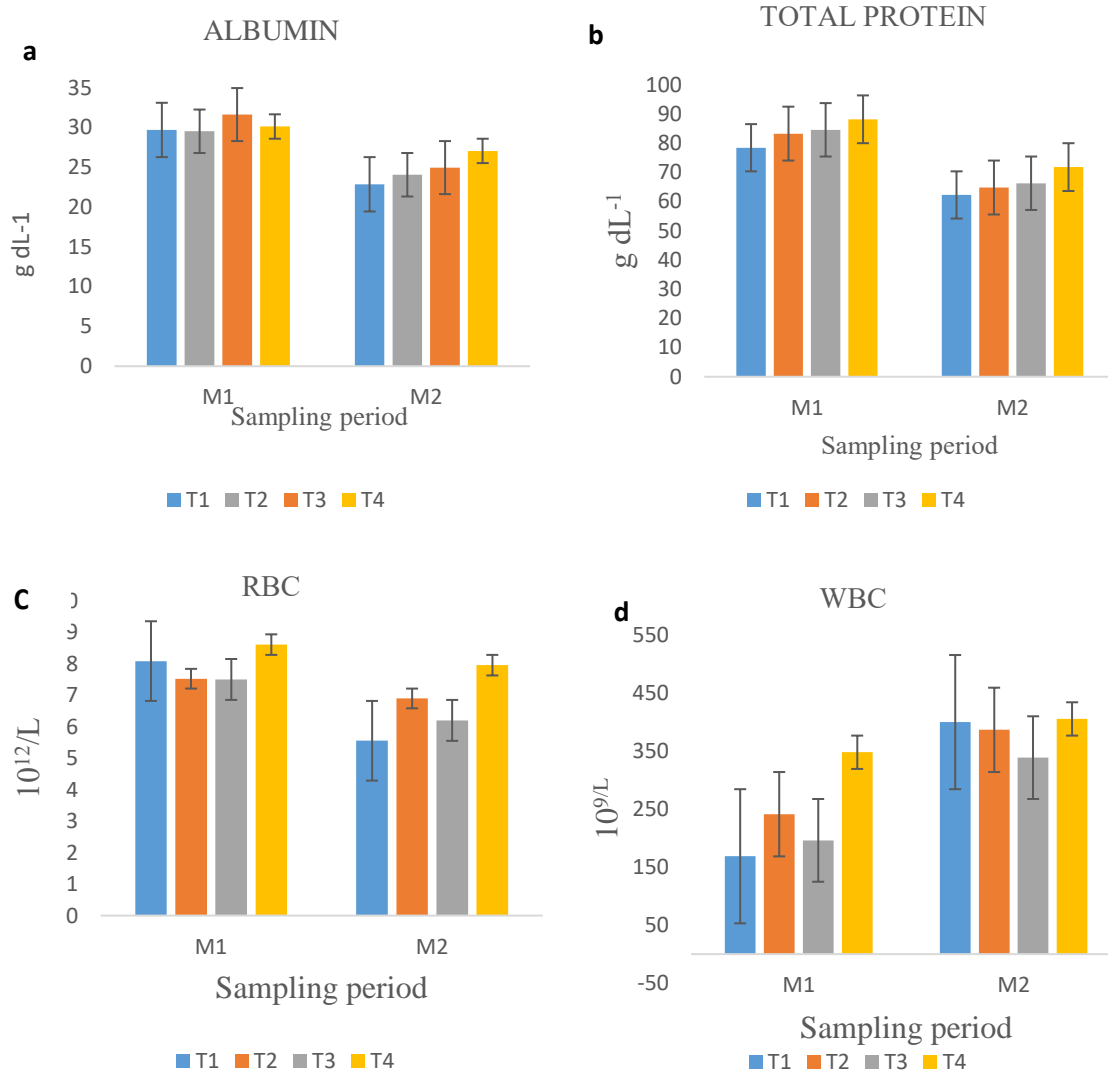 a
ALBUMIN
35
30
25
20
15
10
5
0
g dL-1
M1 M2
Sampling period
T1 T2 T3 T4
b
TOTAL PROTEIN
100
90
80
70
60
50
40
30
20
10
0
g dL⁻¹
M1 M2
Sampling period
T1 T2 T3 T4
C
RBC
9
8
7
6
5
4
3
2
1
0
10¹²/L
M1 M2
Sampling period
T1 T2 T3 T4
d
WBC
550
450
350
250
150
50
-50
10⁹/ᴸ
M1 M2
Sampling period
T1 T2 T3 T4